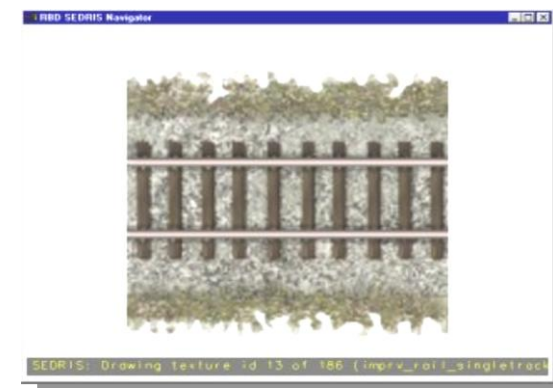 RBD SEDRIS Navigator
SEDRIS: Drawing texture id 13 of 186 (imprv_rail_singletrack